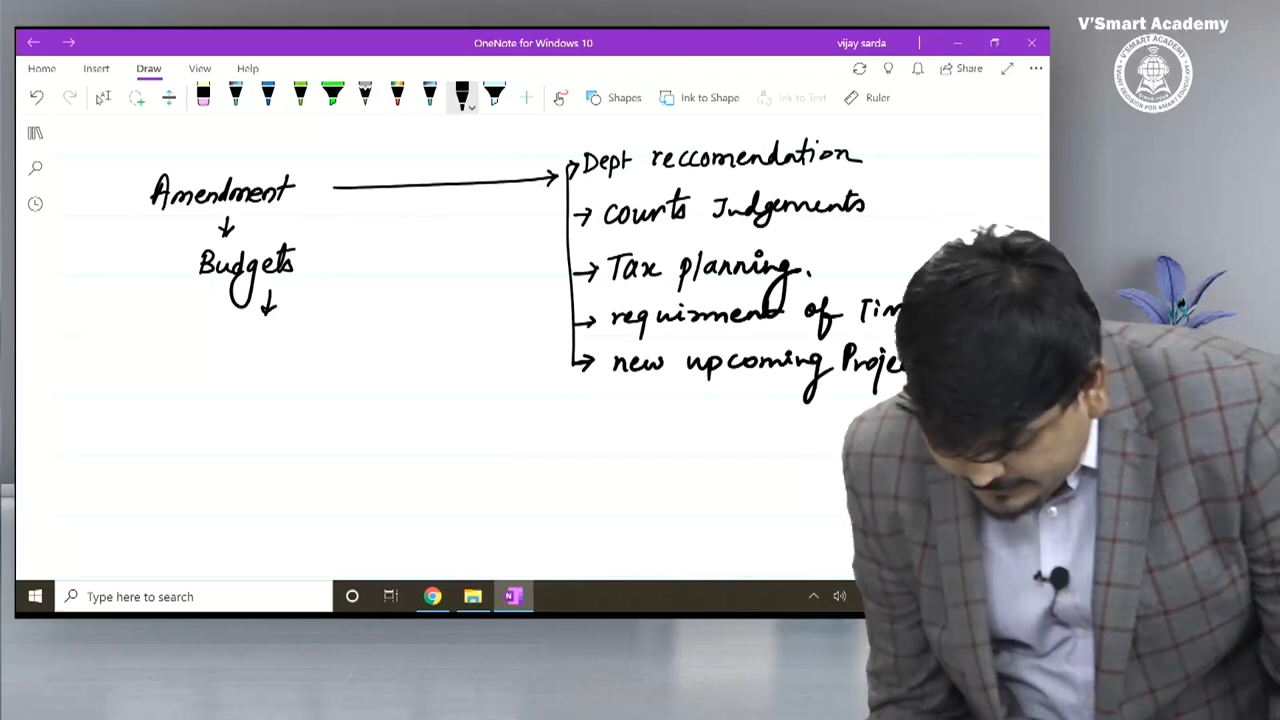 V'Smart Academy
OneNote for Windows 10
vijay sarda
Home Insert Draw View Help
Share
Shapes
Ink to Shape
Ink to Text
Ruler
Amendment
Budgets
Dept reccomendation
Courts Judgements
Tax planning.
requirment of
new upcoming
Type here to search